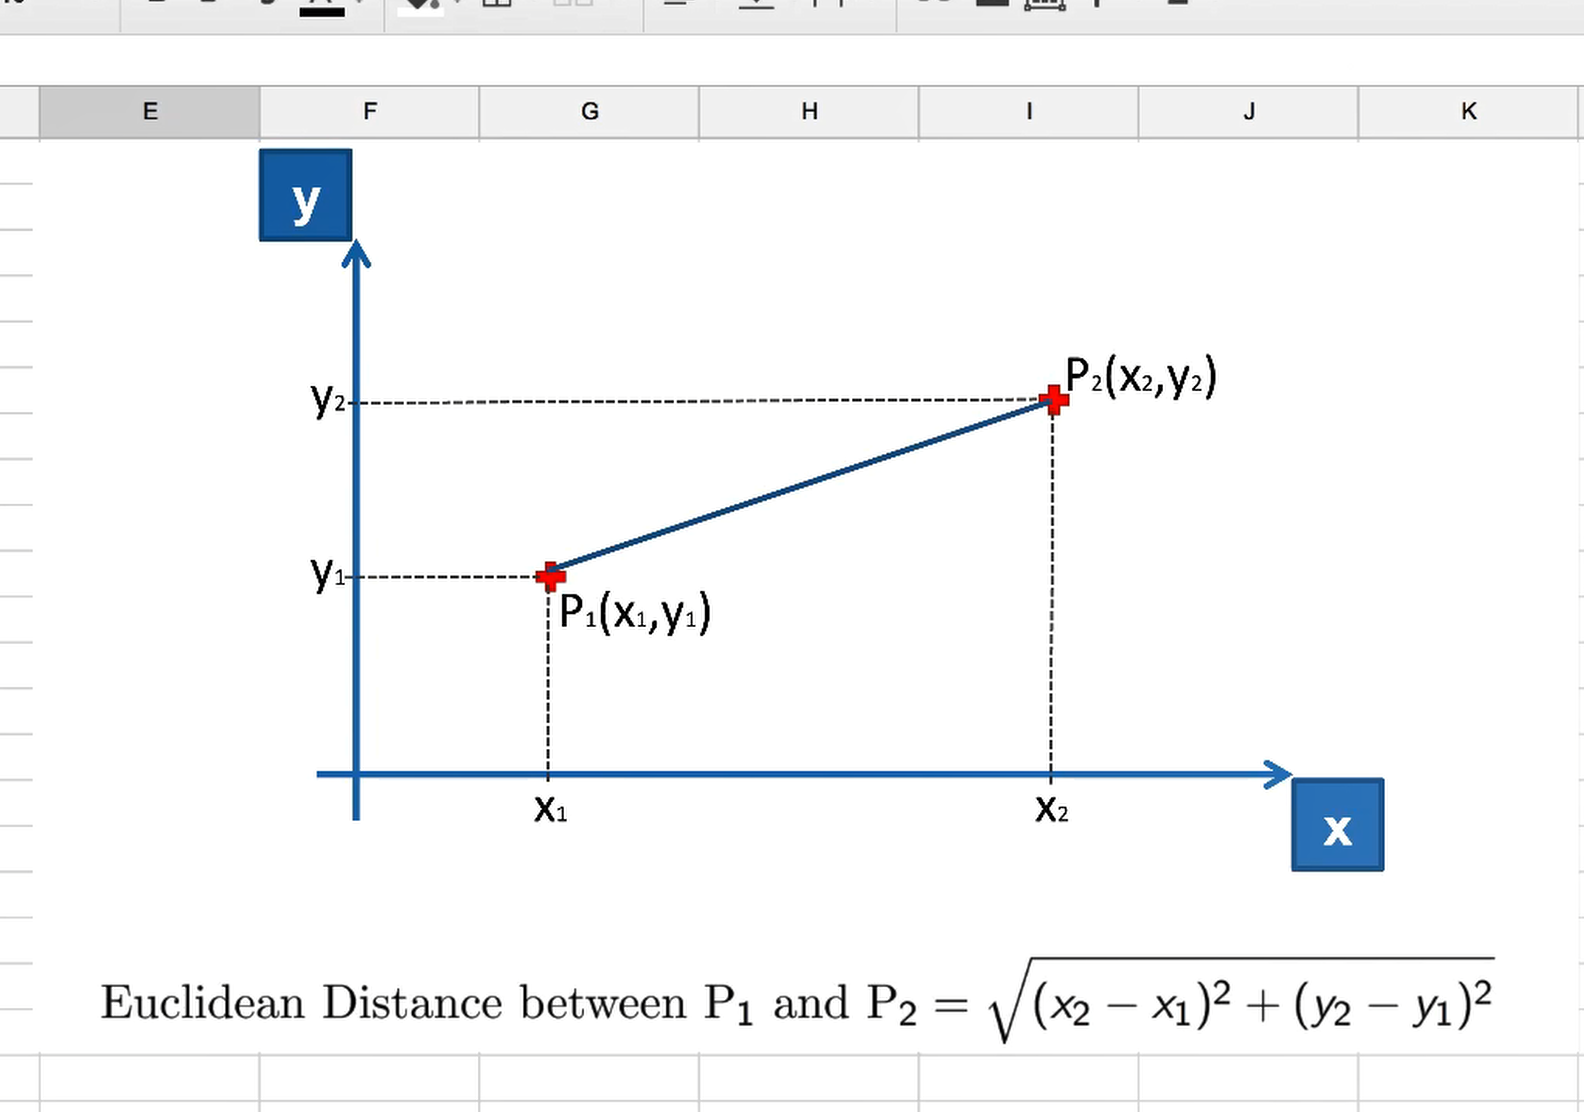 E F G H I J K
y
y₂
P₂(x₂,y₂)
y₁
P₁(x₁,y₁)
x₁ x₂
x
Euclidean Distance between P₁ and P₂ = √(x₂ − x₁)² + (y₂ − y₁)²